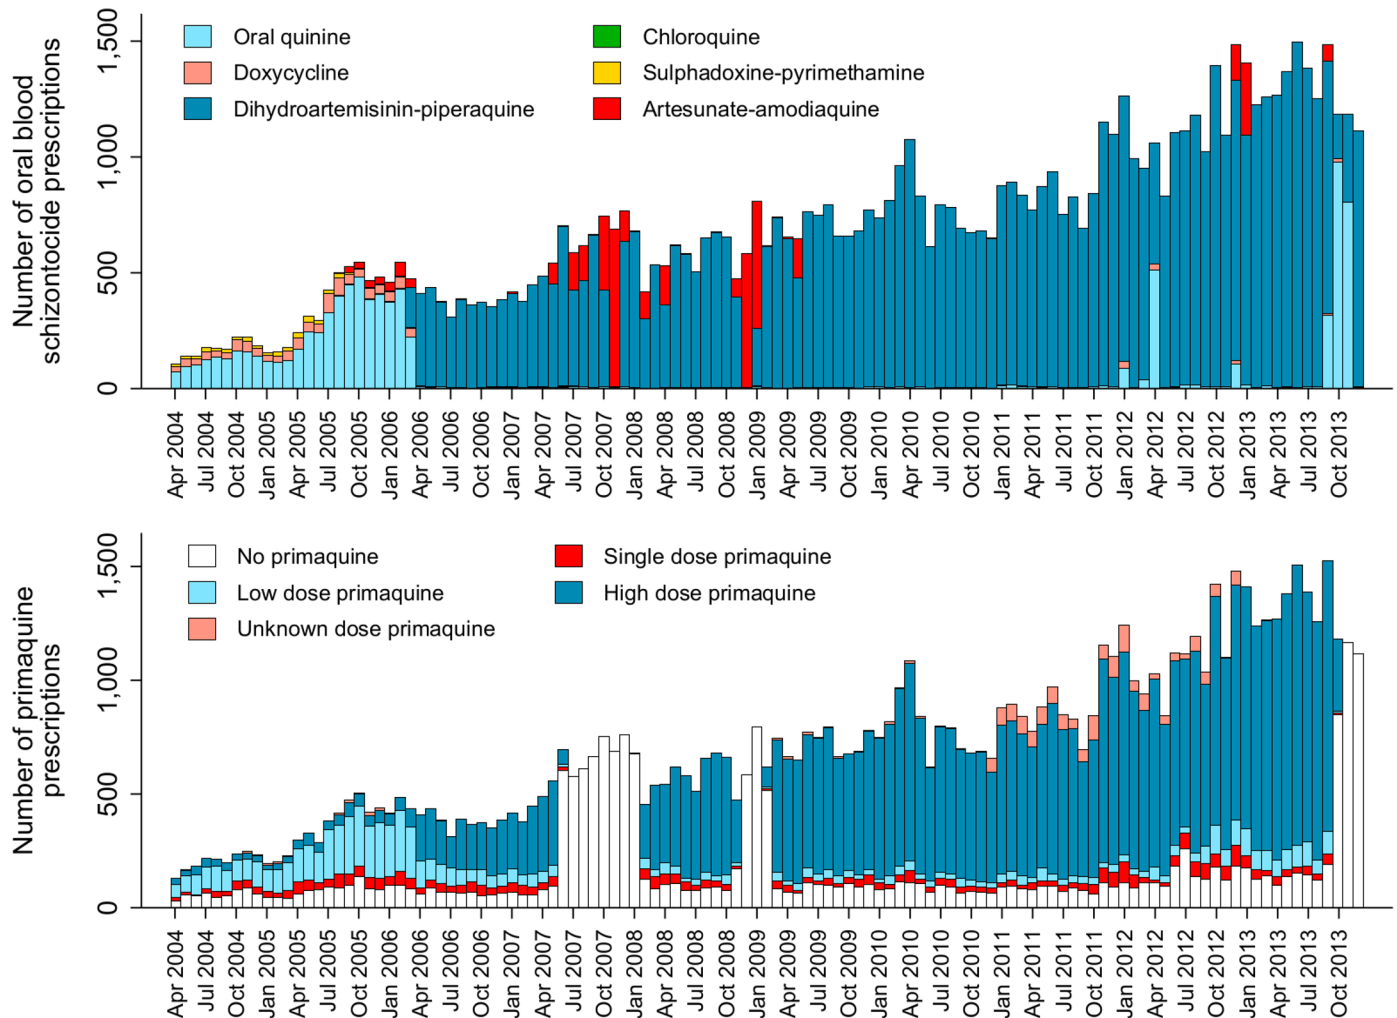 Number of oral blood
schizontocide prescriptions
1,500
1,000
500
0
Oral quinine
Doxycycline
Dihydroartemisinin-piperaquine
Chloroquine
Sulphadoxine-pyrimethamine
Artesunate-amodiaquine
Apr 2004
Jul 2004
Oct 2004
Jan 2005
Apr 2005
Jul 2005
Oct 2005
Jan 2006
Apr 2006
Jul 2006
Oct 2006
Jan 2007
Apr 2007
Jul 2007
Oct 2007
Jan 2008
Apr 2008
Jul 2008
Oct 2008
Jan 2009
Apr 2009
Jul 2009
Oct 2009
Jan 2010
Apr 2010
Jul 2010
Oct 2010
Jan 2011
Apr 2011
Jul 2011
Oct 2011
Jan 2012
Apr 2012
Jul 2012
Oct 2012
Jan 2013
Apr 2013
Jul 2013
Oct 2013
Number of primaquine
prescriptions
1,500
1,000
500
0
No primaquine
Low dose primaquine
Unknown dose primaquine
Single dose primaquine
High dose primaquine
Apr 2004
Jul 2004
Oct 2004
Jan 2005
Apr 2005
Jul 2005
Oct 2005
Jan 2006
Apr 2006
Jul 2006
Oct 2006
Jan 2007
Apr 2007
Jul 2007
Oct 2007
Jan 2008
Apr 2008
Jul 2008
Oct 2008
Jan 2009
Apr 2009
Jul 2009
Oct 2009
Jan 2010
Apr 2010
Jul 2010
Oct 2010
Jan 2011
Apr 2011
Jul 2011
Oct 2011
Jan 2012
Apr 2012
Jul 2012
Oct 2012
Jan 2013
Apr 2013
Jul 2013
Oct 2013